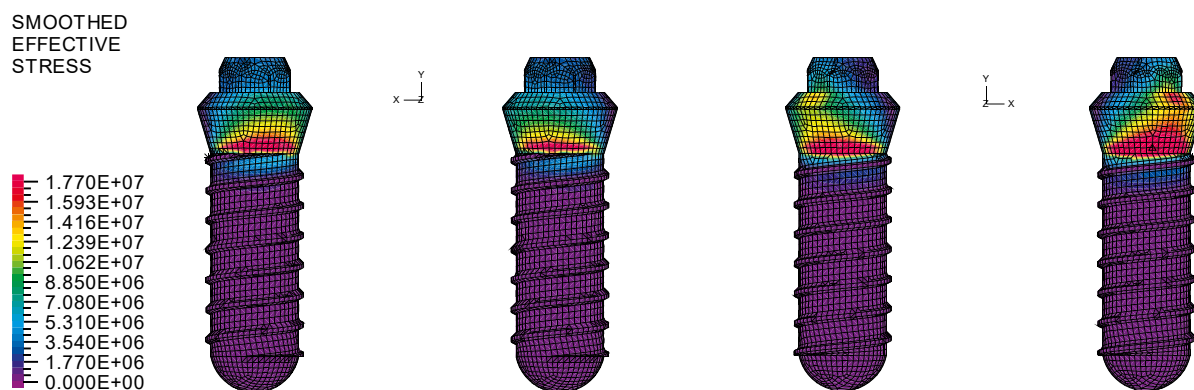 SMOOTHED
EFFECTIVE
STRESS
Y
X Z
Y
Z X
1.770E+07
1.593E+07
1.416E+07
1.239E+07
1.062E+07
8.850E+06
7.080E+06
5.310E+06
3.540E+06
1.770E+06
0.000E+00